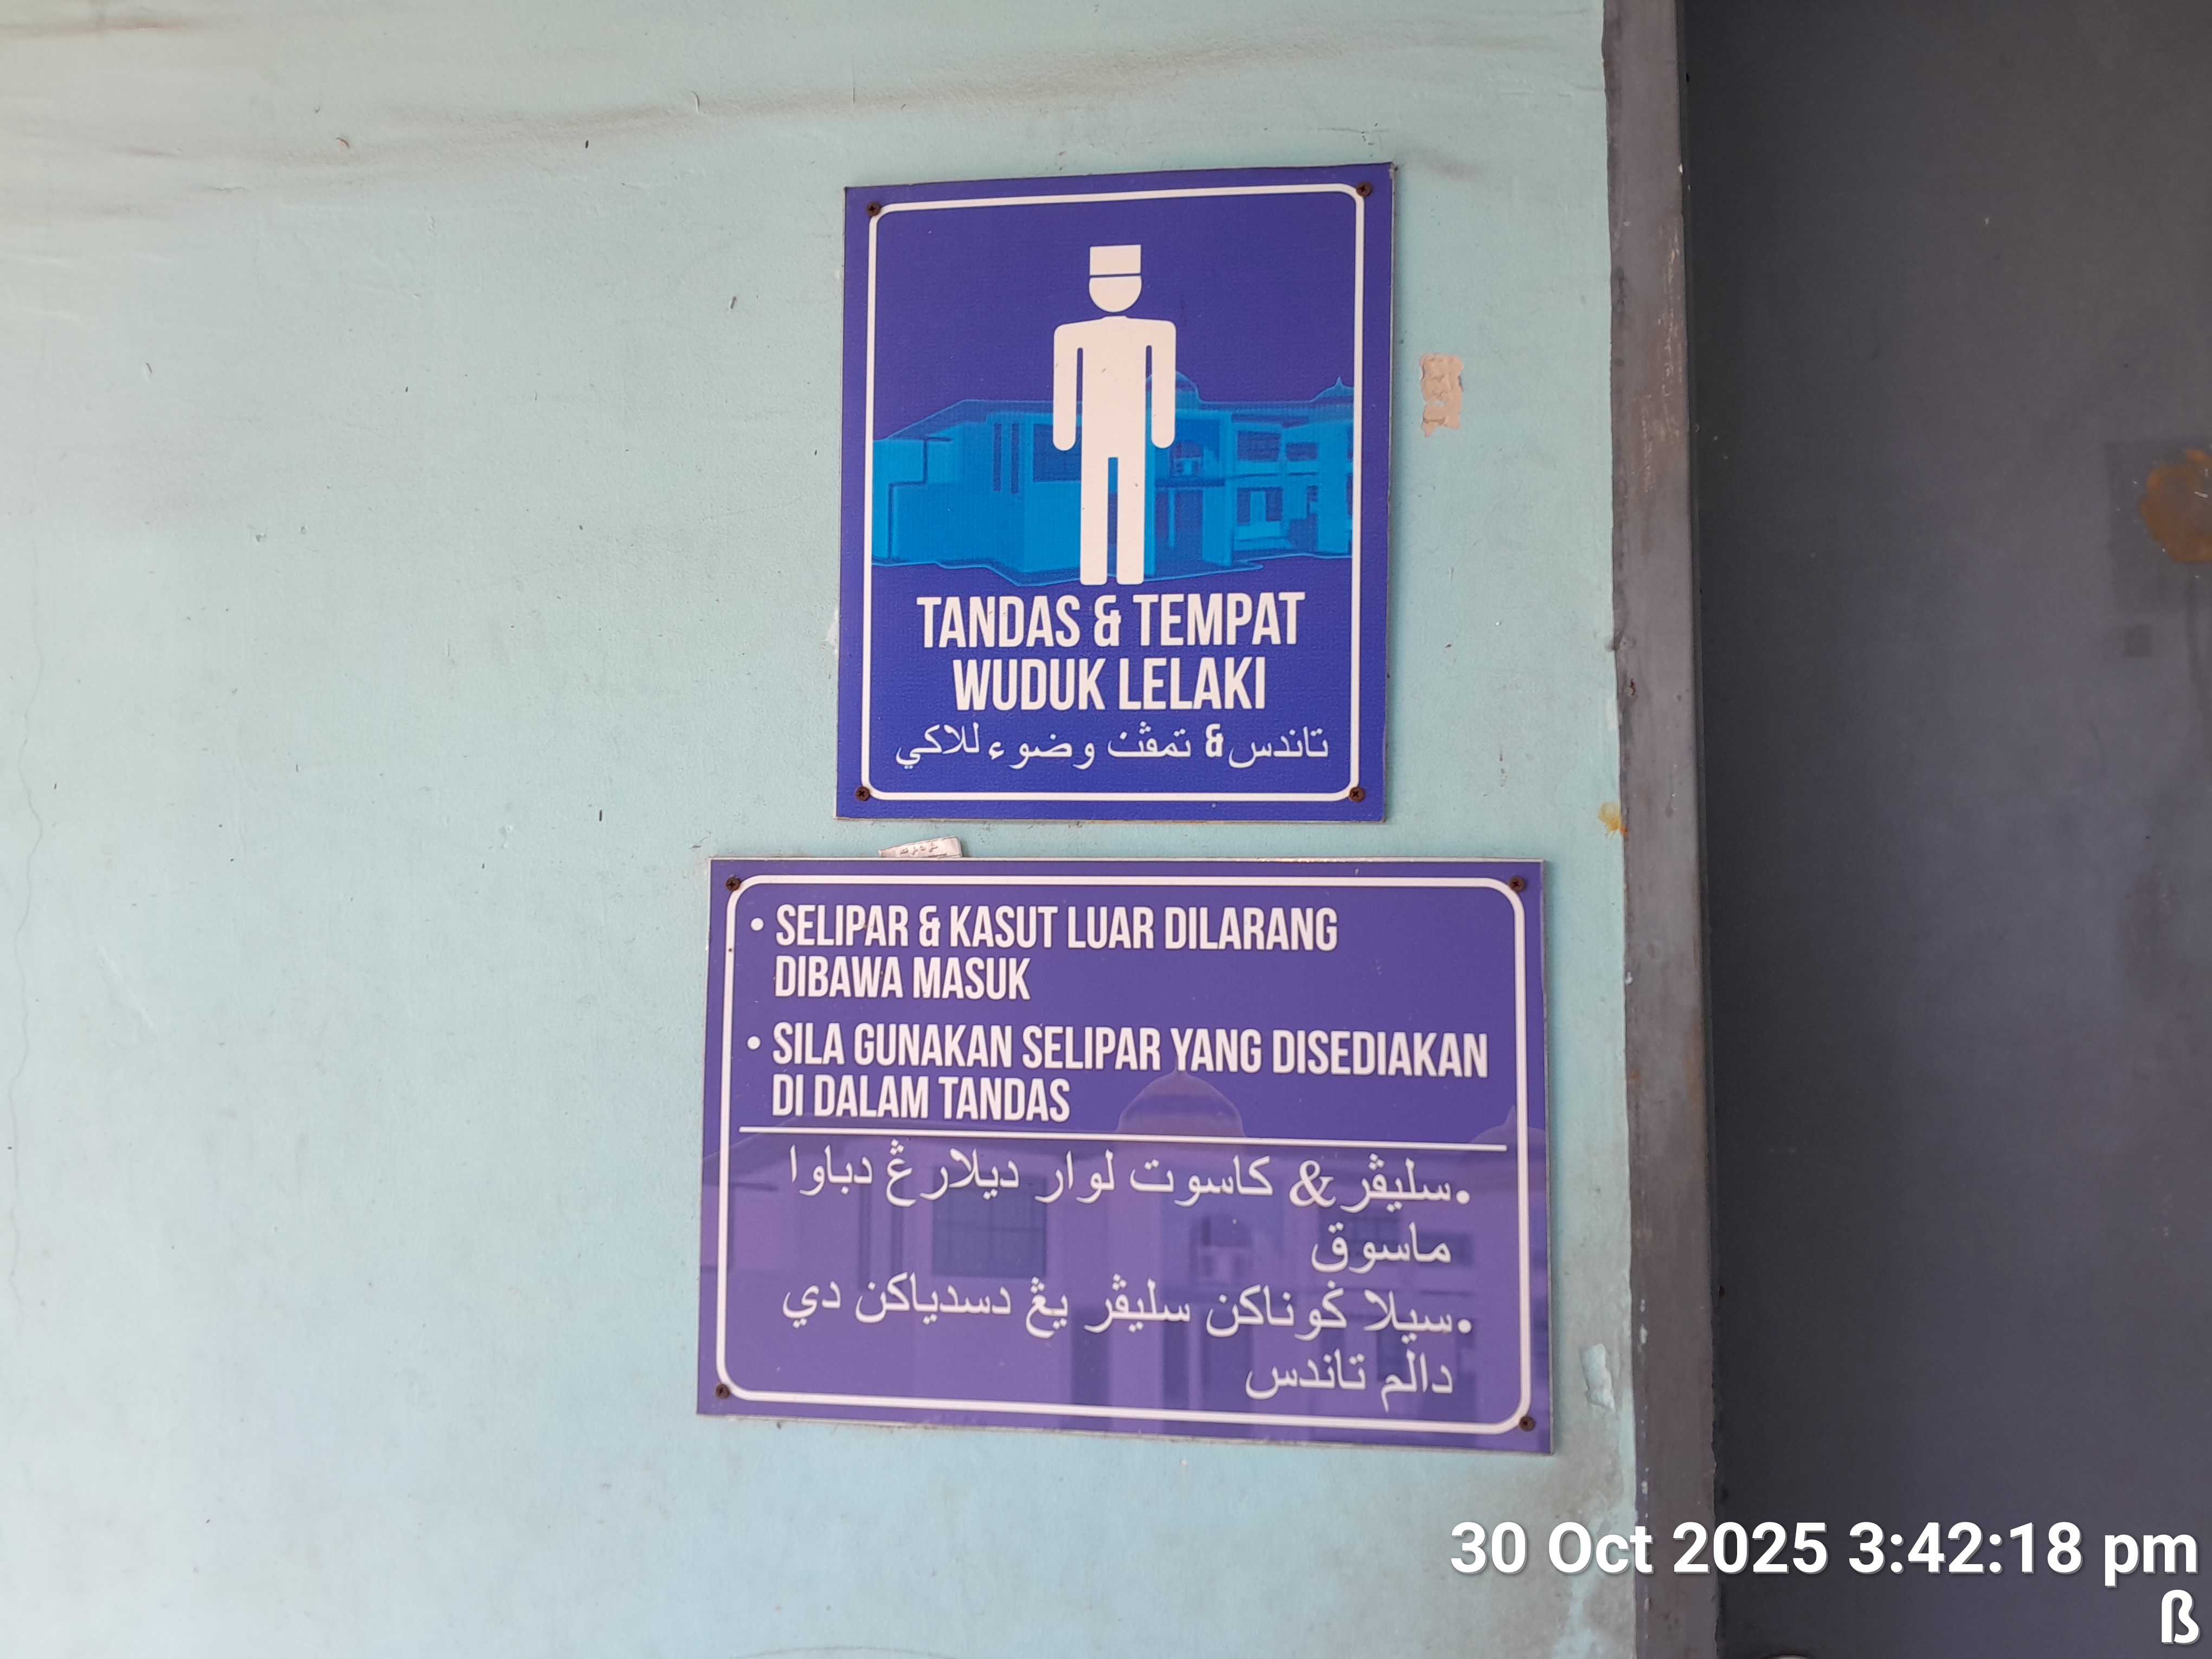 TANDAS & TEMPAT
WUDUK LELAKI
تاندس & تمڤت وضوء للاكي
• SELIPAR & KASUT LUAR DILARANG
DIBAWA MASUK
• SILA GUNAKAN SELIPAR YANG DISEDIAKAN
DI DALAM TANDAS
•سليڤر & كاسوت لوار ديلارڠ دباوا
ماسوق
•سيلا ݢوناكن سليڤر يڠ دسدياكن دي
دالم تاندس
30 Oct 2025 3:42:18 pm
ß